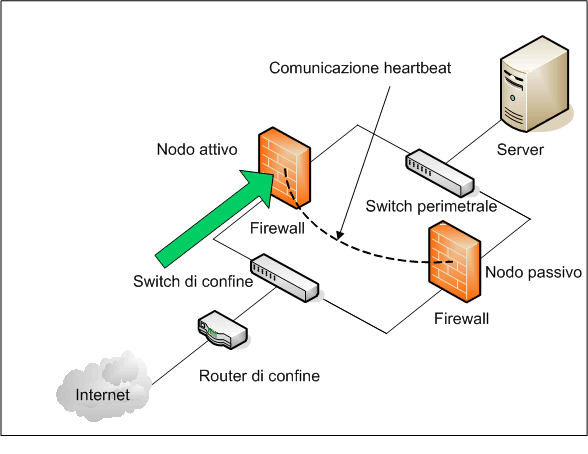 Comunicazione heartbeat
Nodo attivo
Server
Switch perimetrale
Firewall
Nodo passivo
Switch di confine
Firewall
Router di confine
Internet